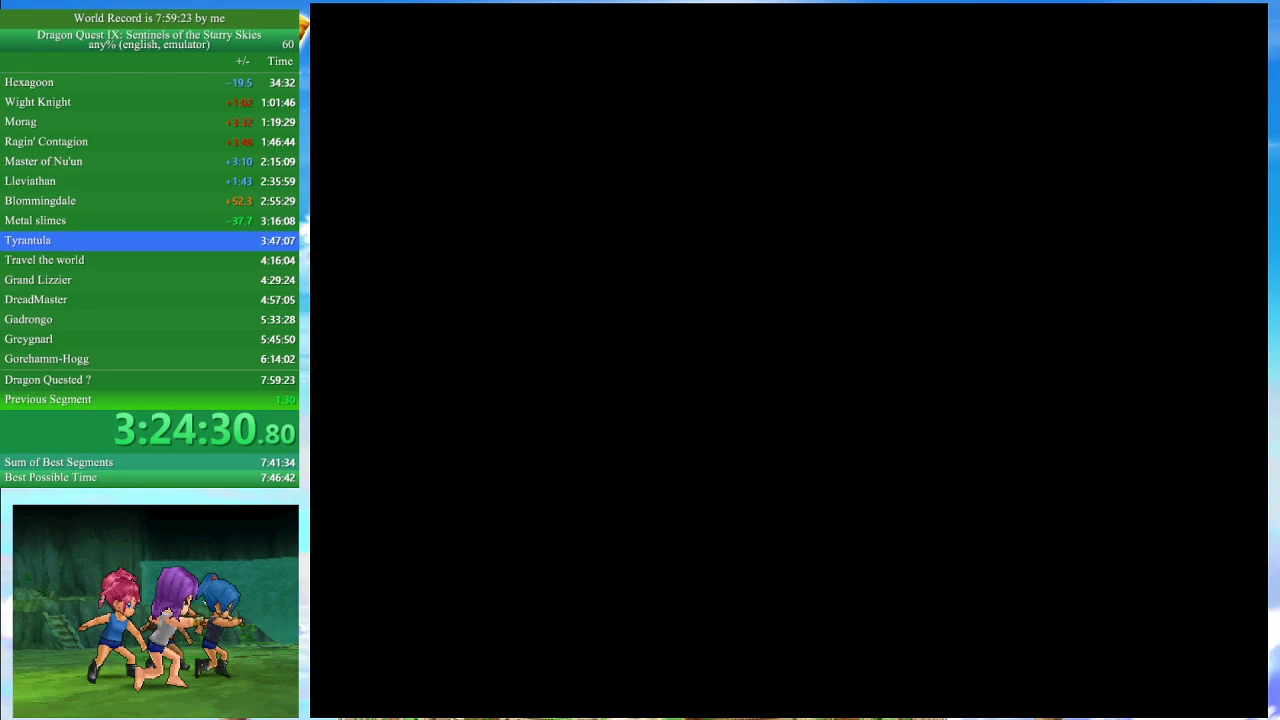 World Record is 7:59:23 by me
Dragon Quest IX: Sentinels of the Starry Skies
any% (english, emulator) 60
+/- Time
Hexagoon −19.5 34:32
Wight Knight +1:02 1:01:46
Morag +3:32 1:19:29
Ragin' Contagion +3:46 1:46:44
Master of Nu'un +3:10 2:15:09
Lleviathan +1:43 2:35:59
Blommingdale +52.3 2:55:29
Metal slimes −37.7 3:16:08
Tyrantula 3:47:07
Travel the world 4:16:04
Grand Lizzier 4:29:24
DreadMaster 4:57:05
Gadrongo 5:33:28
Greygnarl 5:45:50
Gorehamm-Hogg 6:14:02
Dragon Quested ? 7:59:23
Previous Segment −1:30
3:24:30.80
Sum of Best Segments 7:41:34
Best Possible Time 7:46:42